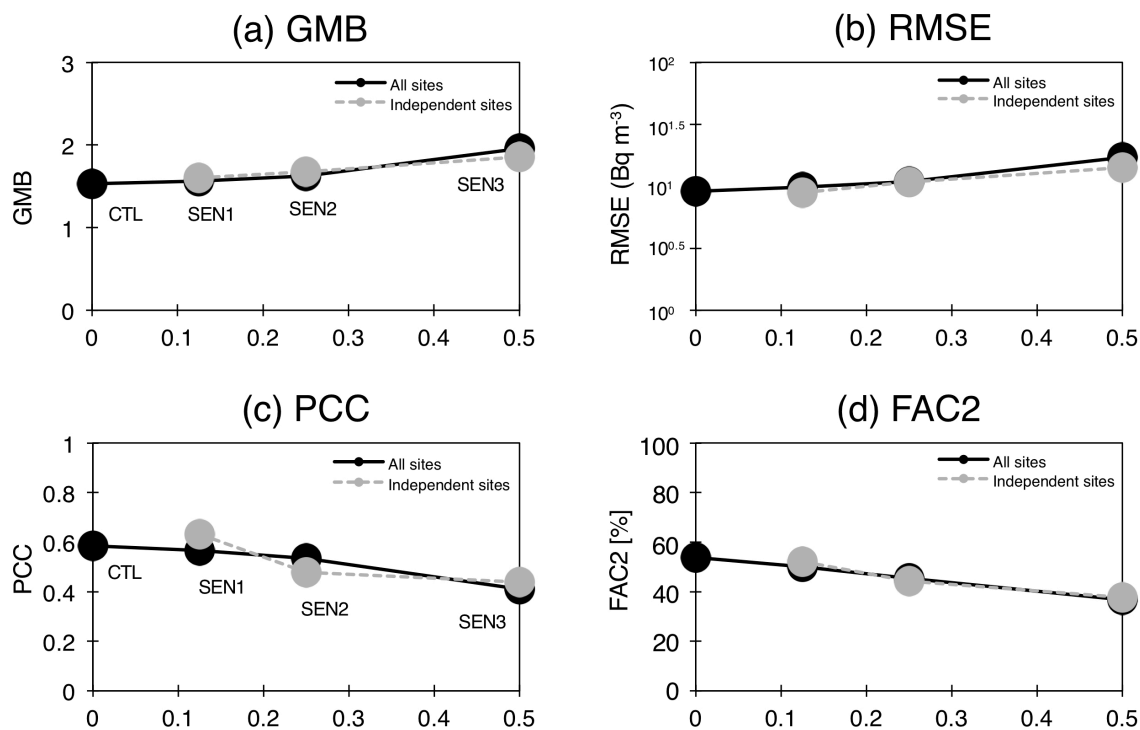 (a) GMB
3
2
1
0
GMB
All sites
Independent sites
CTL
SEN1
SEN2
SEN3
0 0.1 0.2 0.3 0.4 0.5
(b) RMSE
10²
10¹·⁵
10¹
10⁰·⁵
10⁰
RMSE (Bq m⁻³)
All sites
Independent sites
0 0.1 0.2 0.3 0.4 0.5
(c) PCC
1
0.8
0.6
0.4
0.2
0
PCC
All sites
Independent sites
CTL
SEN1
SEN2
SEN3
0 0.1 0.2 0.3 0.4 0.5
(d) FAC2
100
80
60
40
20
0
FAC2 [%]
All sites
Independent sites
0 0.1 0.2 0.3 0.4 0.5